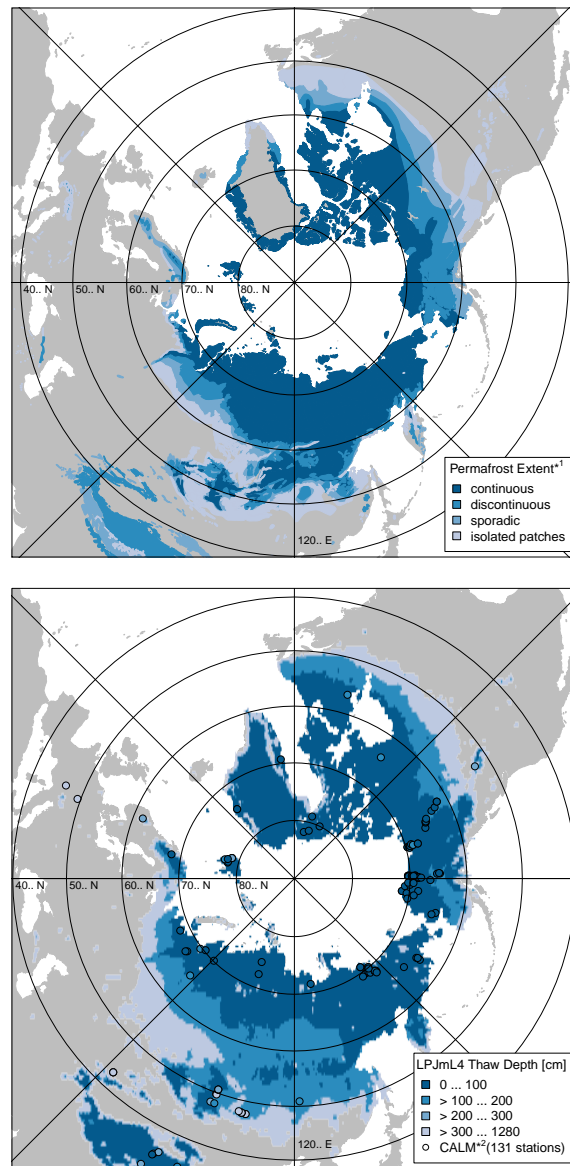 40.. N 50.. N 60.. N 70.. N 80.. N
Permafrost Extent*1
continuous
discontinuous
sporadic
isolated patches
120.. E
40.. N 50.. N 60.. N 70.. N 80.. N
LPJmL4 Thaw Depth [cm]
0 ... 100
> 100 ... 200
> 200 ... 300
> 300 ... 1280
CALM*2(131 stations)
120.. E